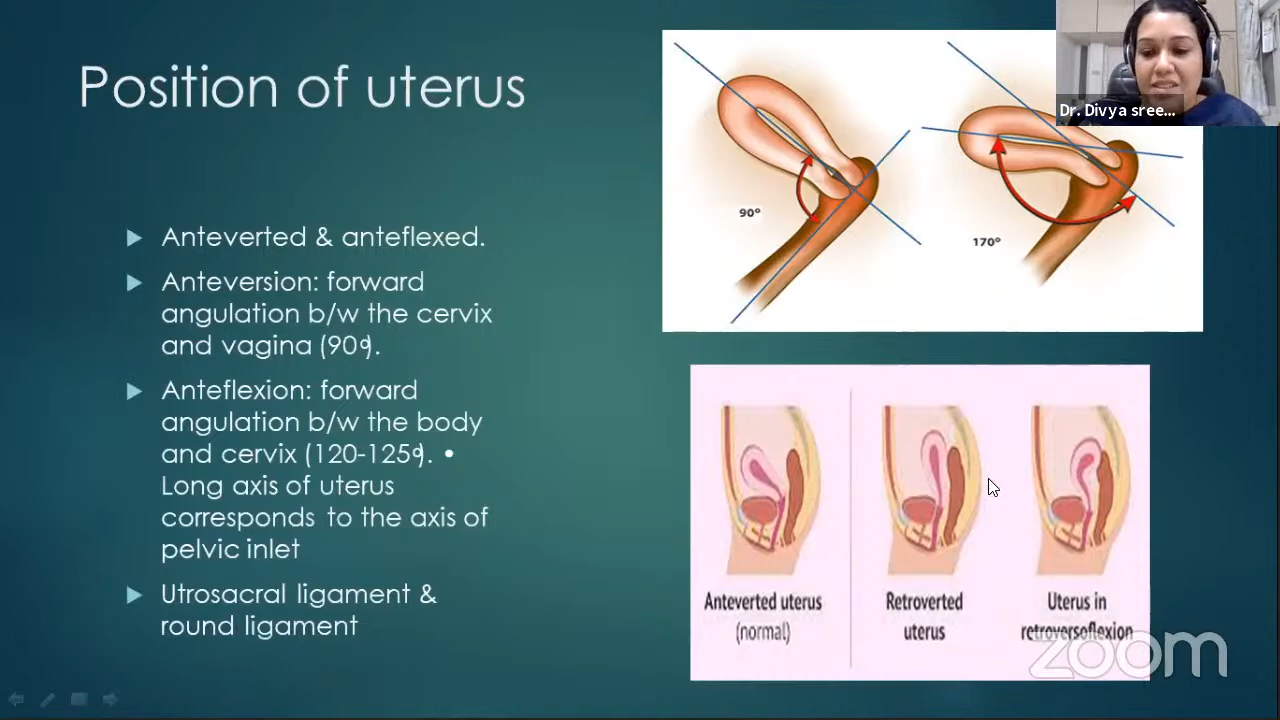 Position of uterus
Anteverted & anteflexed.
Anteversion: forward
angulation b/w the cervix
and vagina (90°).
Anteflexion: forward
angulation b/w the body
and cervix (120-125°). •
Long axis of uterus
corresponds to the axis of
pelvic inlet
Utrosacral ligament &
round ligament
90°
170°
Dr. Divya sree...
Anteverted uterus
(normal)
Retroverted
uterus
Uterus in
retroversoflexion
zoom